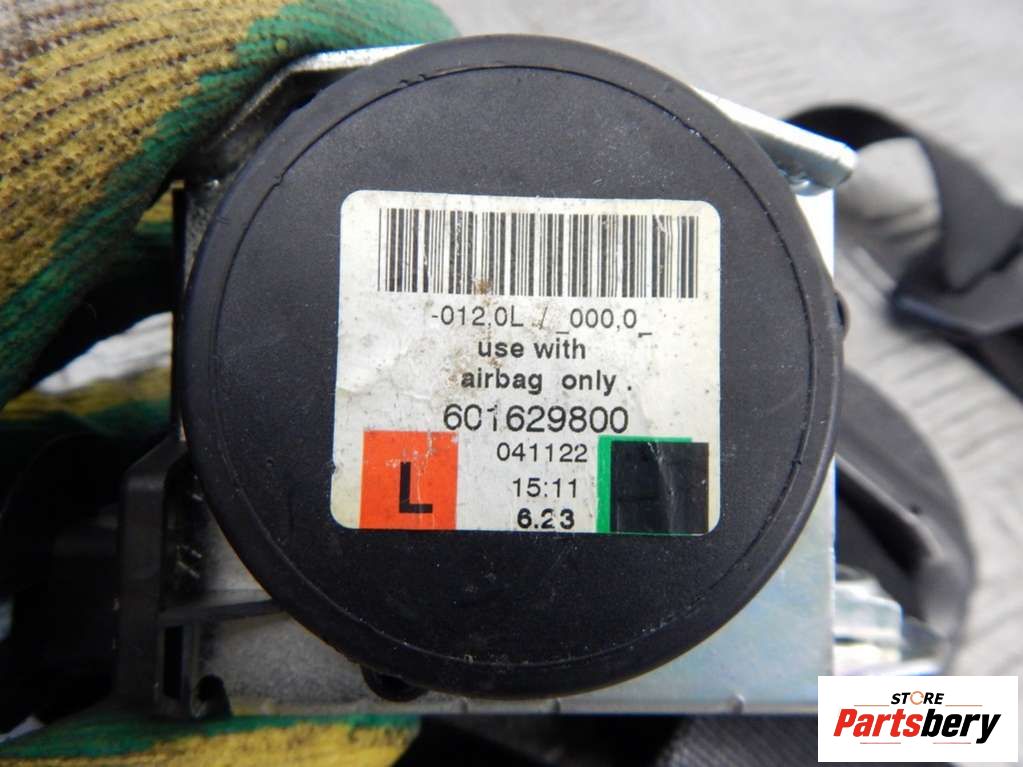 -012,0L / _000,0_
use with
airbag only.
601629800
041122
L
15:11
6.23
STORE
Partsbery